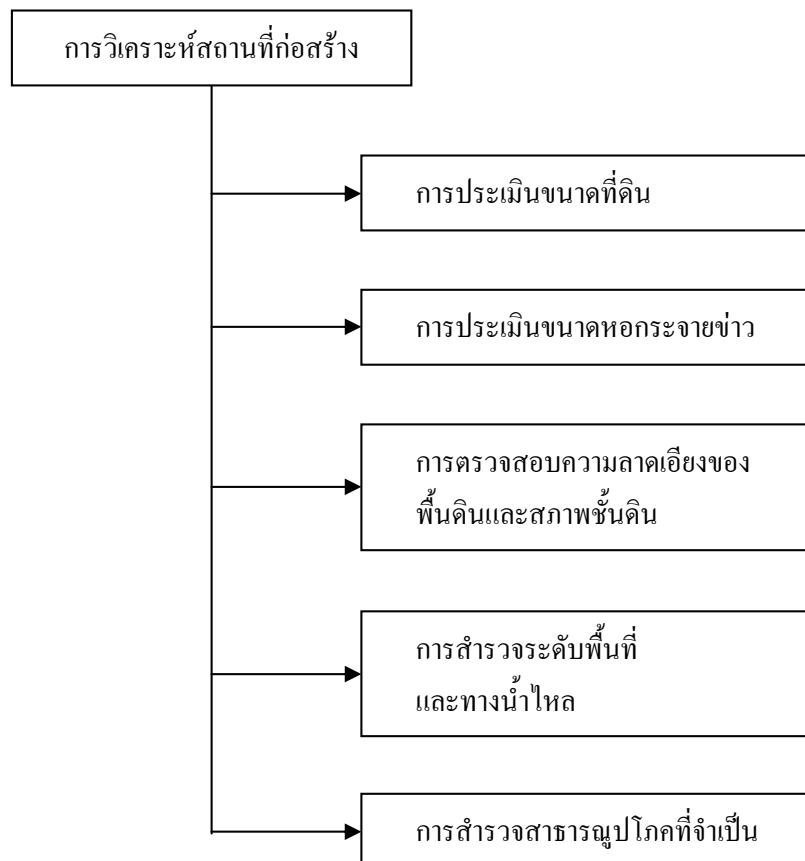 การวิเคราะห์สถานที่ก่อสร้าง
การประเมินขนาดที่ดิน
การประเมินขนาดหอกระจายข่าว
การตรวจสอบความลาดเอียงของ
พื้นดินและสภาพชั้นดิน
การสำรวจระดับพื้นที่
และทางน้ำไหล
การสำรวจสาธารณูปโภคที่จำเป็น